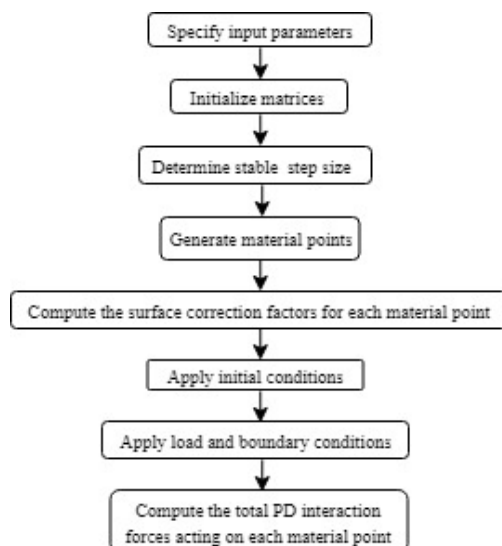 Specify input parameters
Initialize matrices
Determine stable step size
Generate material points
Compute the surface correction factors for each material point
Apply initial conditions
Apply load and boundary conditions
Compute the total PD interaction
forces acting on each material point